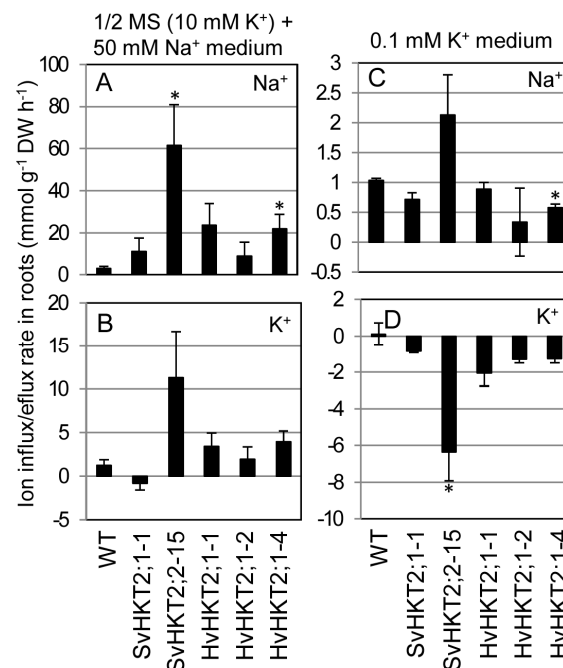 1/2 MS (10 mM K⁺) +
50 mM Na⁺ medium
0.1 mM K⁺ medium
Ion influx/eflux rate in roots (mmol g⁻¹ DW h⁻¹)
A
Na⁺
100
80
60
40
20
0
*
*
C
Na⁺
3
2.5
2
1.5
1
0.5
0
-0.5
*
B
K⁺
20
15
10
5
0
-5
D
K⁺
2
0
-2
-4
-6
-8
-10
*
WT
SvHKT2;1-1
SvHKT2;2-15
HvHKT2;1-1
HvHKT2;1-2
HvHKT2;1-4
WT
SvHKT2;1-1
SvHKT2;2-15
HvHKT2;1-1
HvHKT2;1-2
HvHKT2;1-4